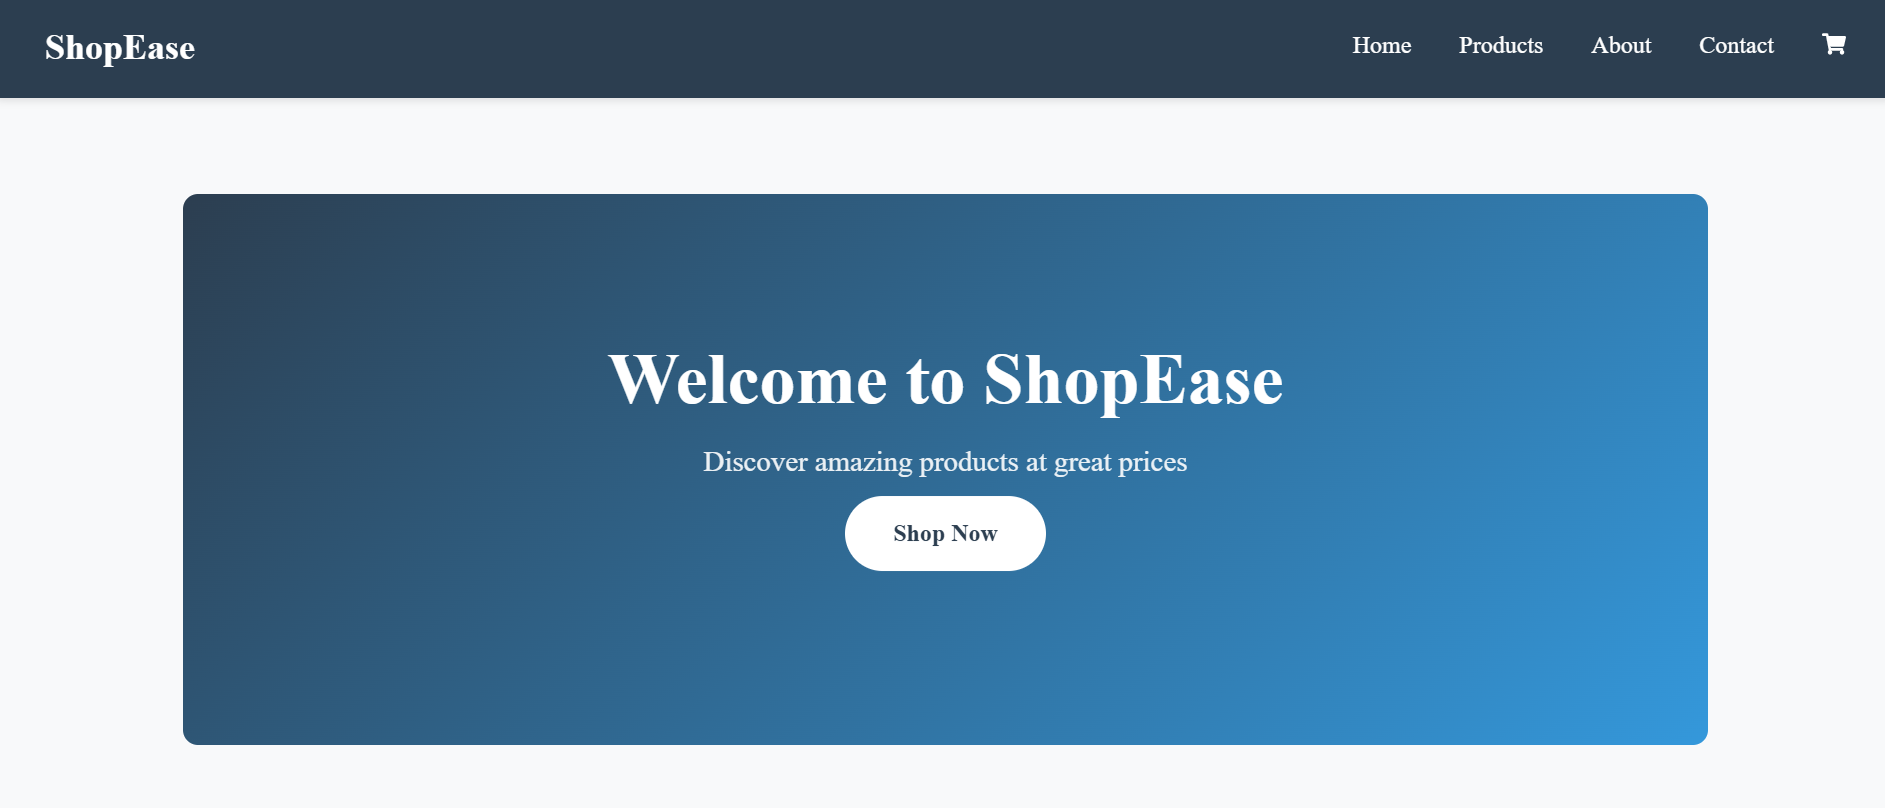 ShopEase
Home Products About Contact
Welcome to ShopEase
Discover amazing products at great prices
Shop Now